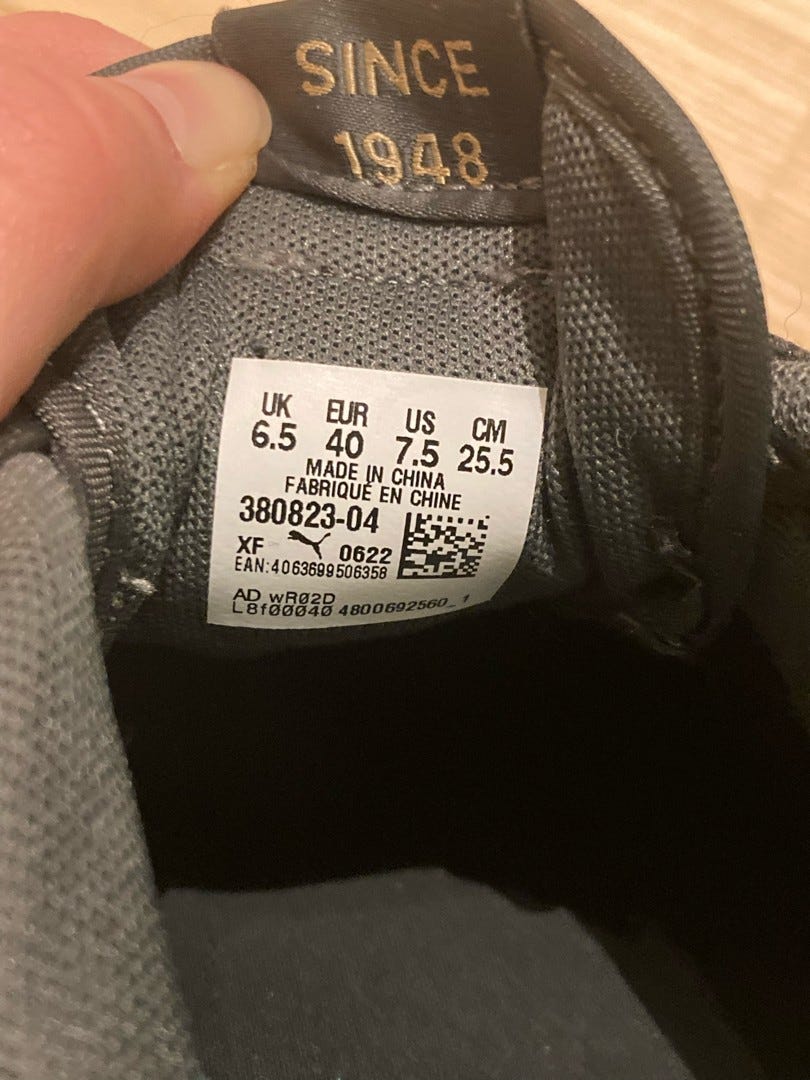 SINCE
1948
UK EUR US CM
6.5 40 7.5 25.5
MADE IN CHINA
FABRIQUÉ EN CHINE
380823-04
XF 0622
EAN:4063699506358
AD wR02D
L8f00040 4800692560_1